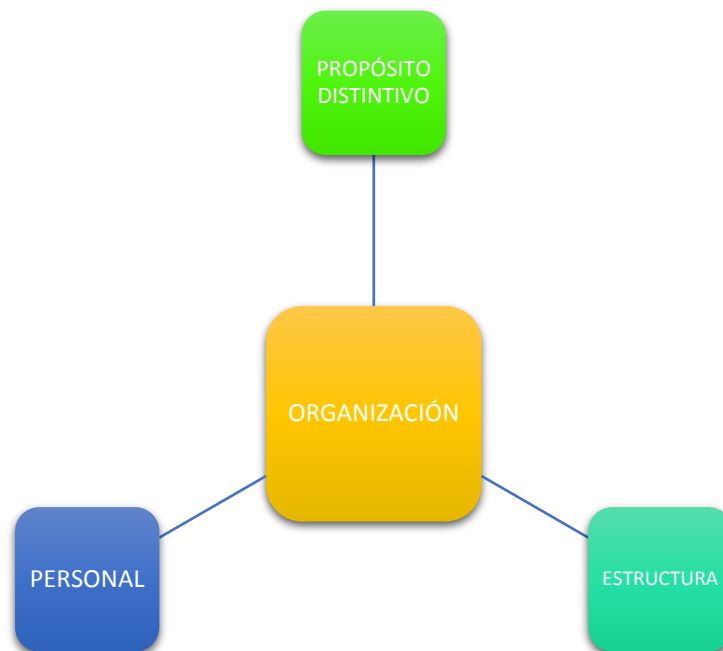 PROPÓSITO
DISTINTIVO
ORGANIZACIÓN
PERSONAL
ESTRUCTURA